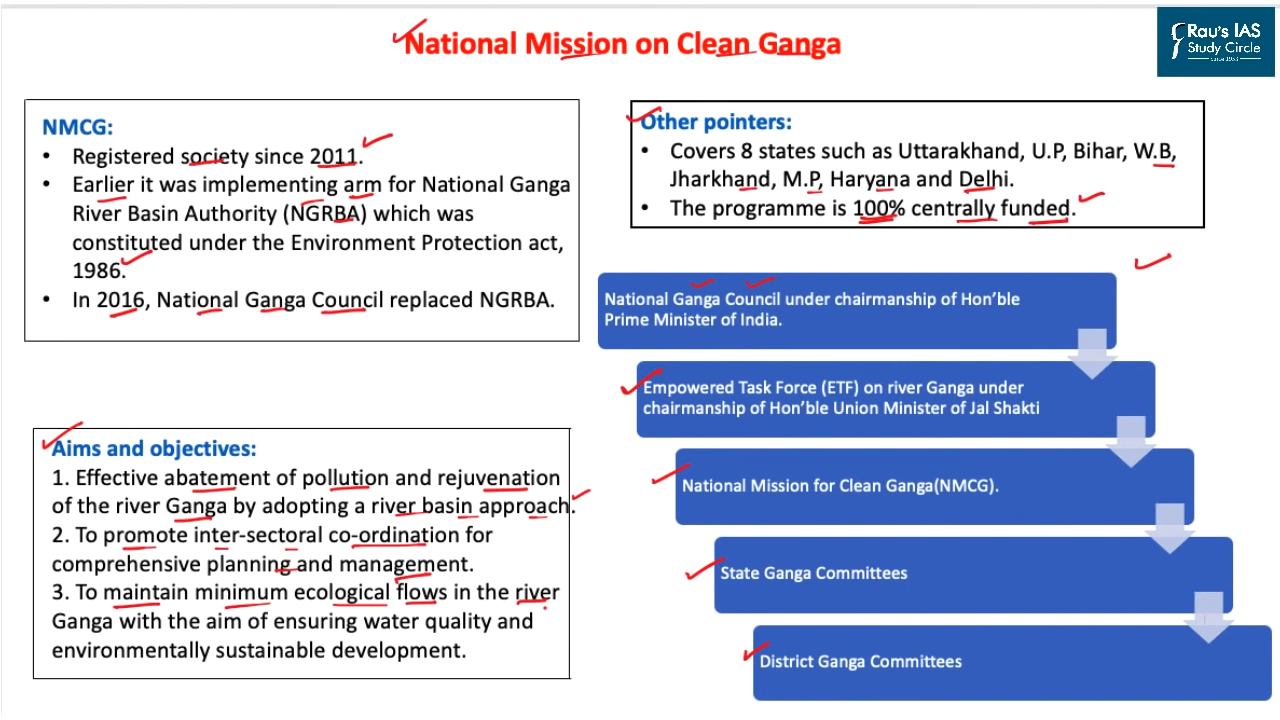 National Mission on Clean Ganga
Rau's IAS
Study Circle
since 1953
NMCG:
• Registered society since 2011.
• Earlier it was implementing arm for National Ganga
River Basin Authority (NGRBA) which was
constituted under the Environment Protection act,
1986.
• In 2016, National Ganga Council replaced NGRBA.
Other pointers:
• Covers 8 states such as Uttarakhand, U.P, Bihar, W.B,
Jharkhand, M.P, Haryana and Delhi.
• The programme is 100% centrally funded.
National Ganga Council under chairmanship of Hon'ble
Prime Minister of India.
Empowered Task Force (ETF) on river Ganga under
chairmanship of Hon'ble Union Minister of Jal Shakti
National Mission for Clean Ganga(NMCG).
State Ganga Committees
District Ganga Committees
Aims and objectives:
1. Effective abatement of pollution and rejuvenation
of the river Ganga by adopting a river basin approach.
2. To promote inter-sectoral co-ordination for
comprehensive planning and management.
3. To maintain minimum ecological flows in the river
Ganga with the aim of ensuring water quality and
environmentally sustainable development.